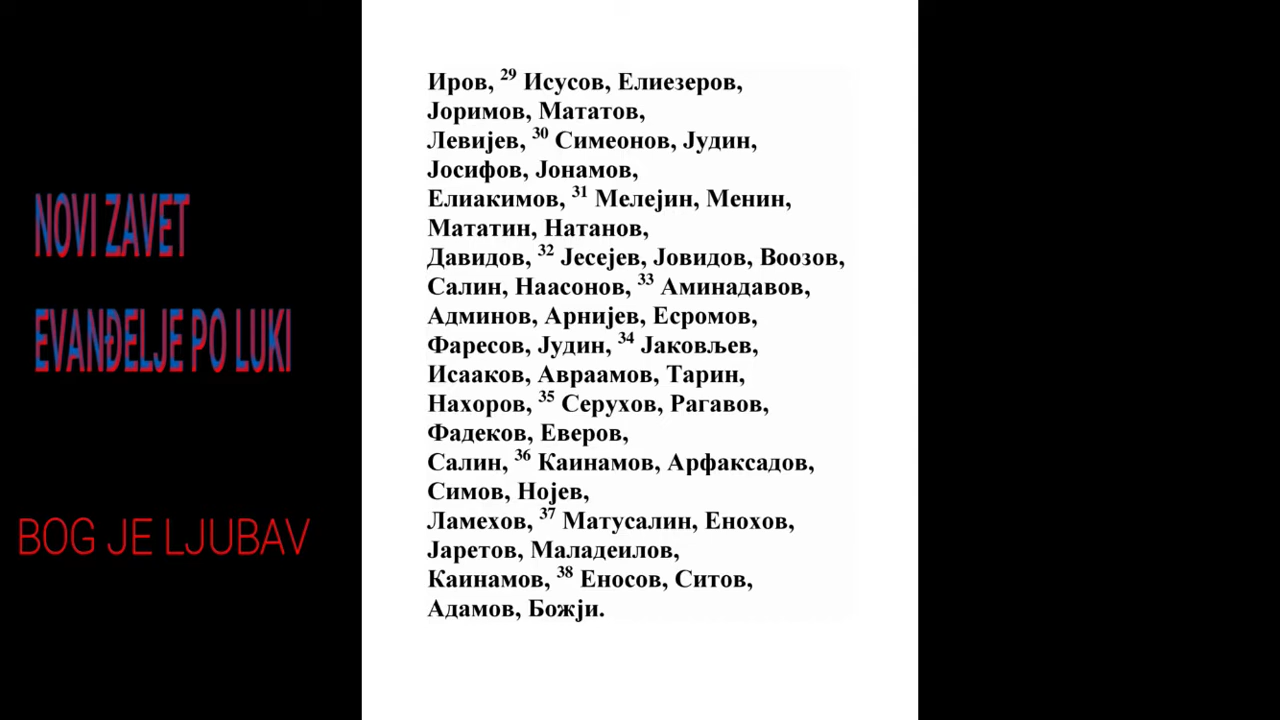 NOVI ZAVET
EVANĐELJE PO LUKI
BOG JE LJUBAV
Иров, 29 Исусов, Елиезеров,
Јоримов, Мататов,
Левијев, 30 Симеонов, Јудин,
Јосифов, Јонамов,
Елиакимов, 31 Мелејин, Менин,
Мататин, Натанов,
Давидов, 32 Јесејев, Јовидов, Воозов,
Салин, Наасонов, 33 Аминадавов,
Админов, Арнијев, Есромов,
Фаресов, Јудин, 34 Јаковљев,
Исааков, Авраамов, Тарин,
Нахоров, 35 Серухов, Рагавов,
Фадеков, Еверов,
Салин, 36 Каинамов, Арфаксадов,
Симов, Нојев,
Ламехов, 37 Матусалин, Енохов,
Јаретов, Маладеилов,
Каинамов, 38 Еносов, Ситов,
Адамов, Божји.